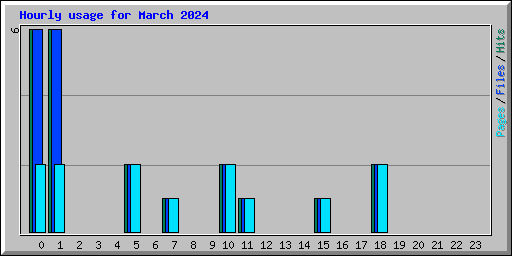 Hourly usage for March 2024
6
Pages/Files/Hits
0 1 2 3 4 5 6 7 8 9 10 11 12 13 14 15 16 17 18 19 20 21 22 23